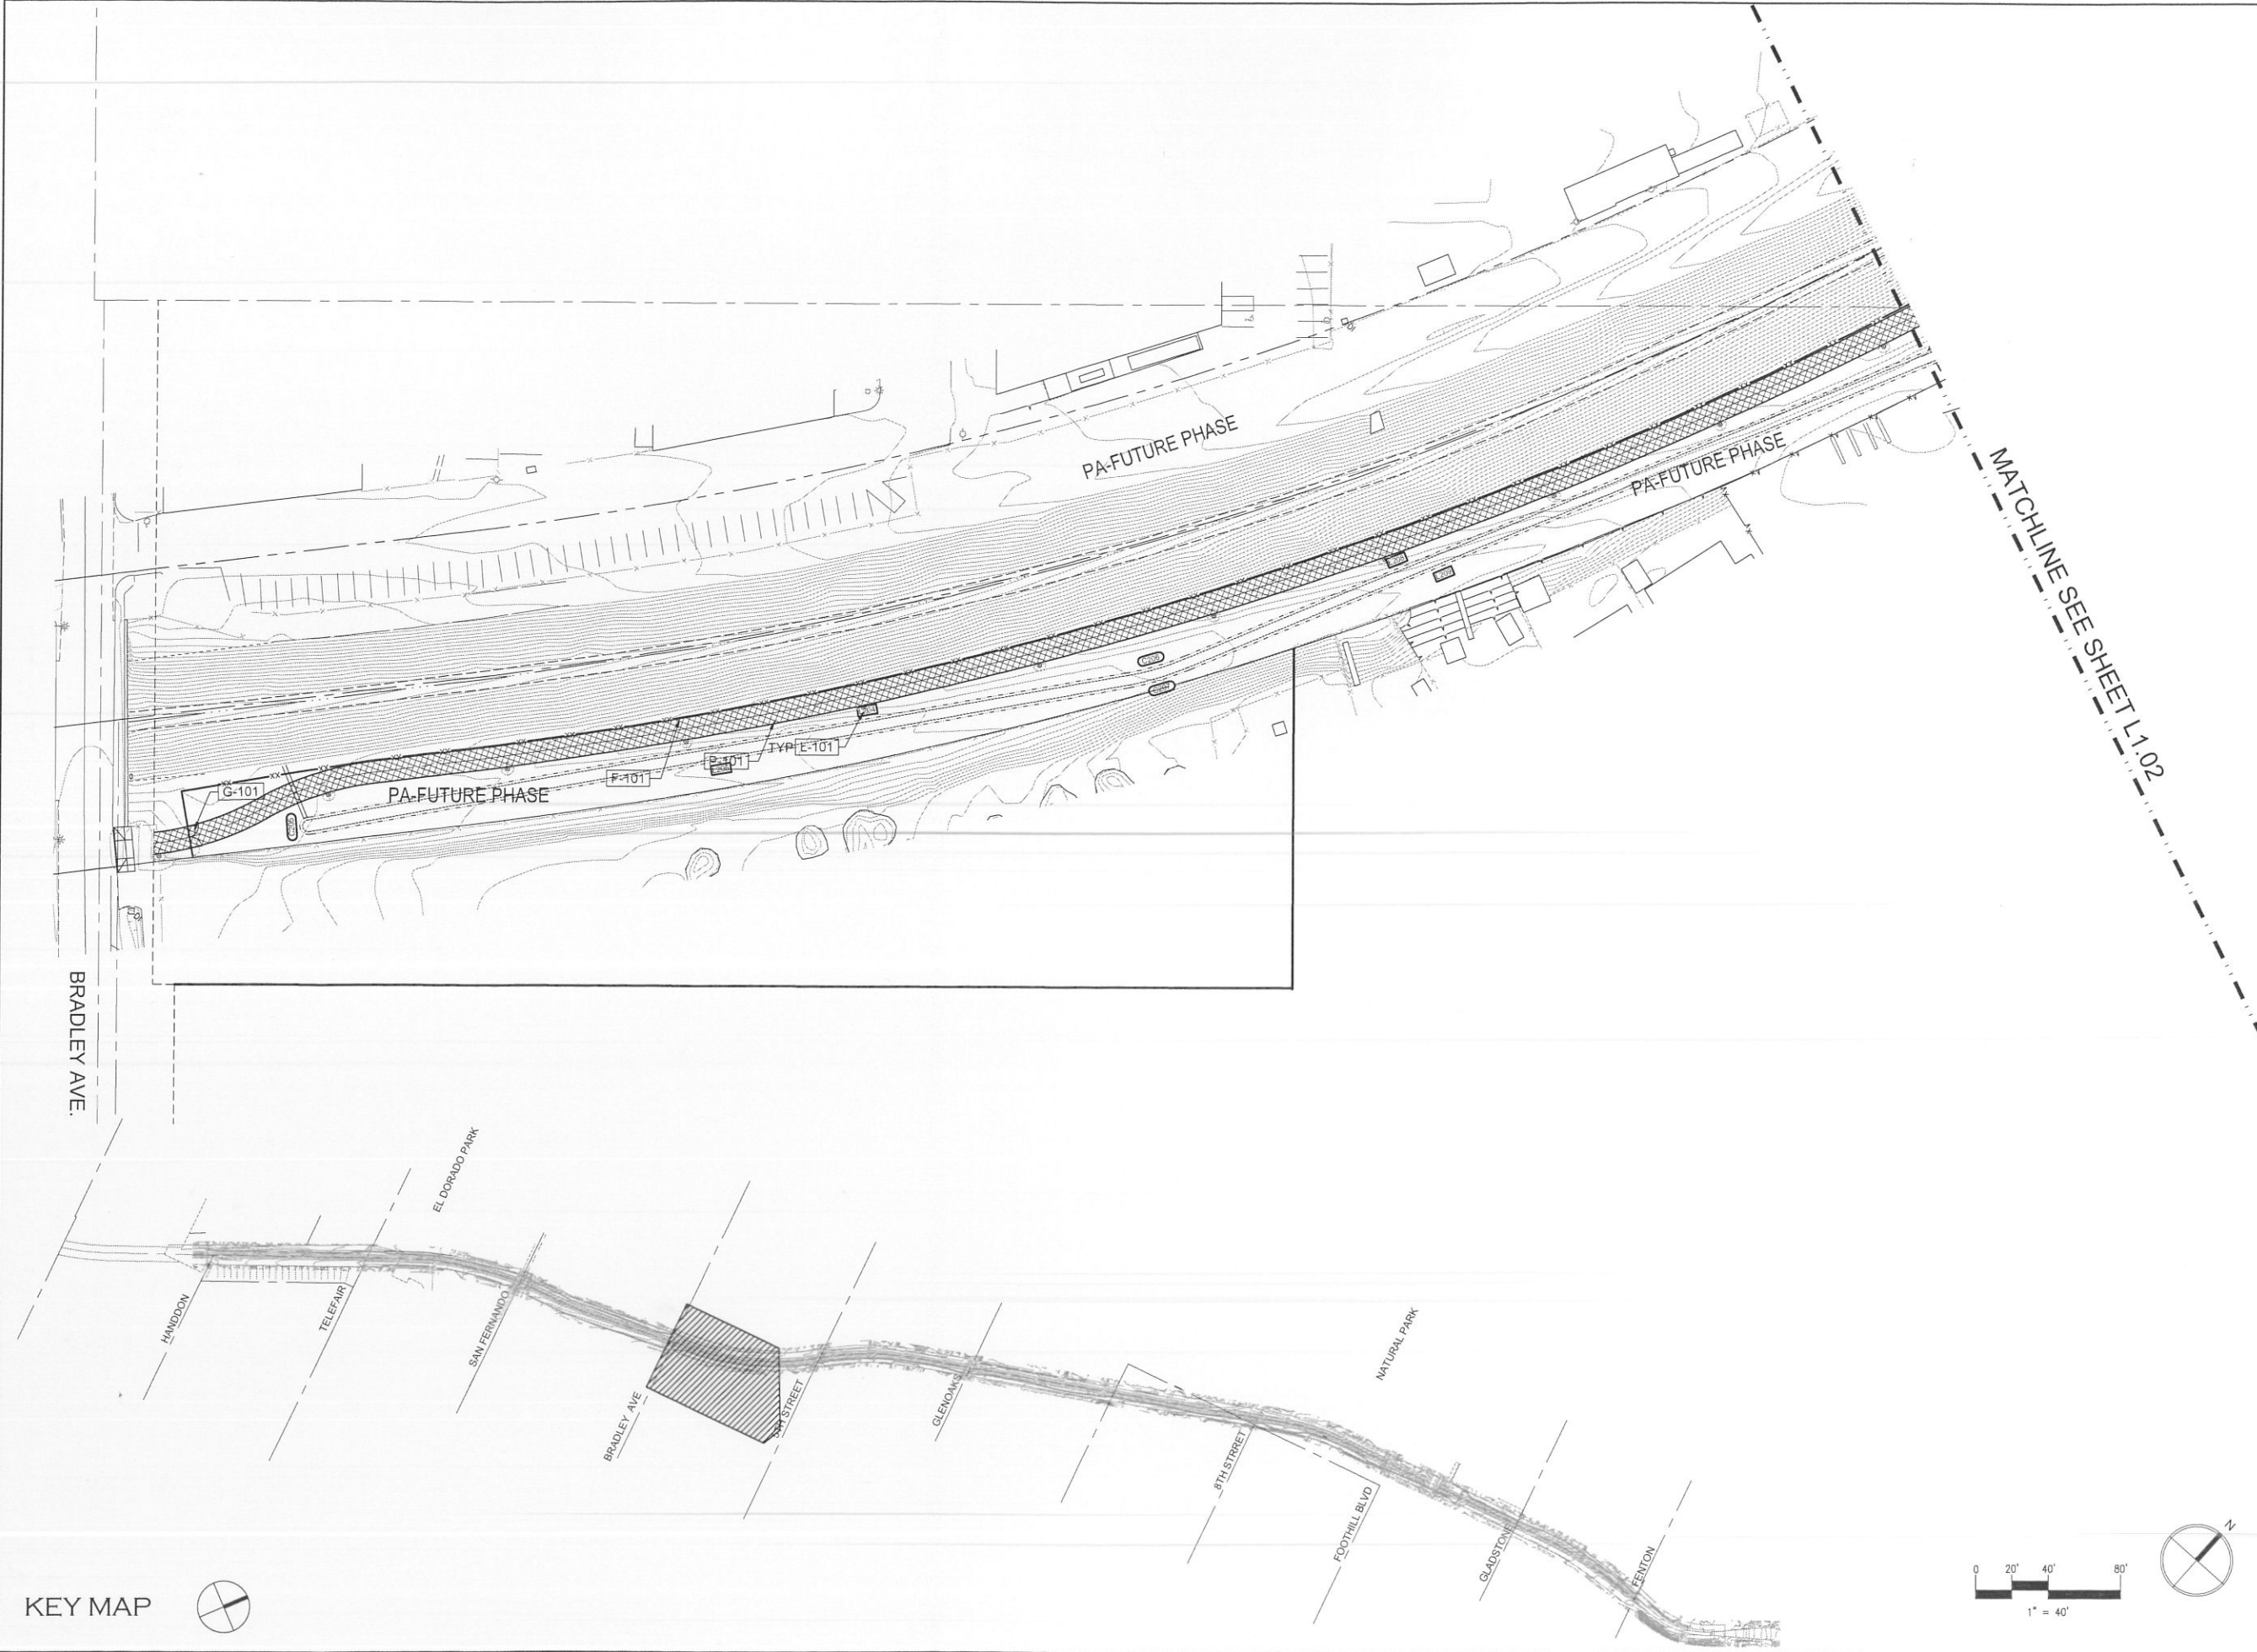 PA-FUTURE PHASE
PA-FUTURE PHASE
MATCHLINE SEE SHEET L1.02
TYP
E-101
P-101
F-101
G-101
PA-FUTURE PHASE
BRADLEY AVE.
EL DORADO PARK
HANDDON
TELEFAIR
SAN FERNANDO
BRADLEY AVE
STREET
GLENOAKS
NATURAL PARK
8TH STRRET
FOOTHILL BLVD
GLADSTONE
FENTON
KEY MAP
N
0 20' 40' 80'
1" = 40'